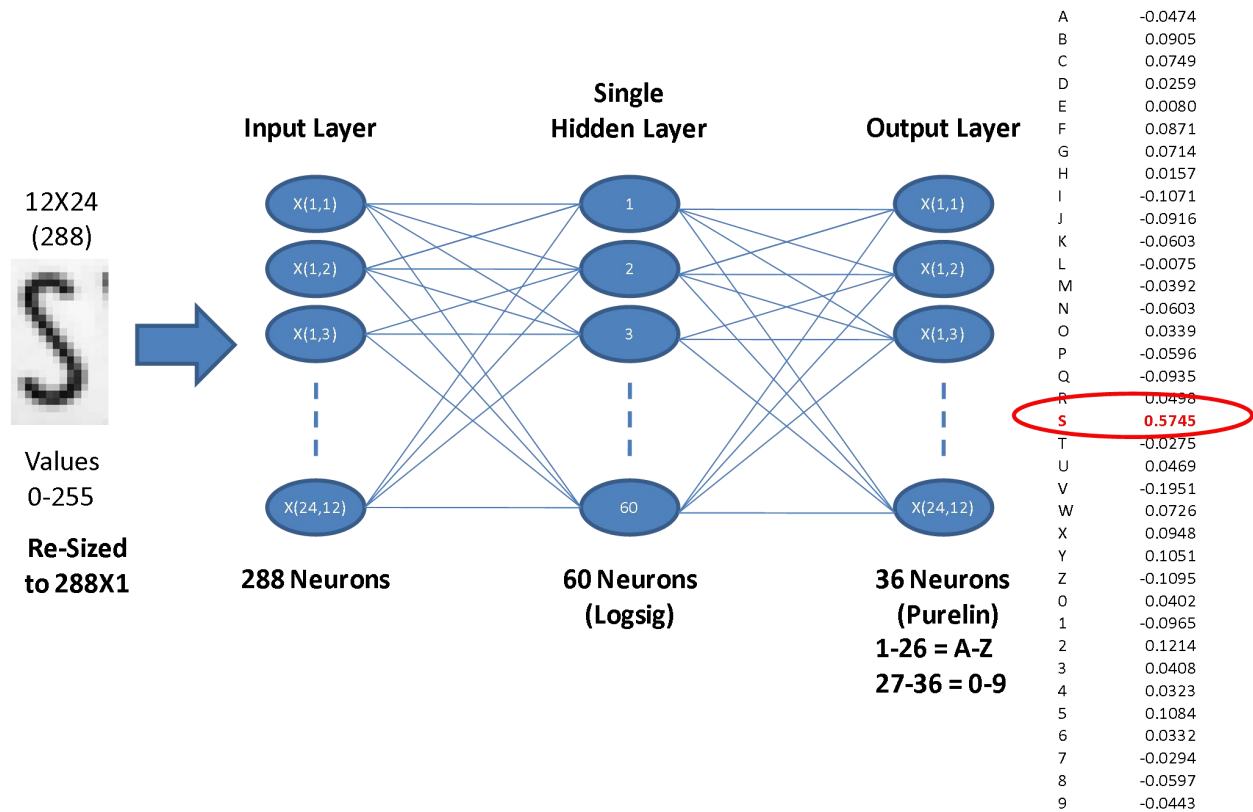 12X24
(288)
Values
0-255
Re-Sized
to 288X1
Input Layer
X(1,1)
X(1,2)
X(1,3)
X(24,12)
288 Neurons
Single
Hidden Layer
1
2
3
60
60 Neurons
(Logsig)
Output Layer
X(1,1)
X(1,2)
X(1,3)
X(24,12)
36 Neurons
(Purelin)
1-26 = A-Z
27-36 = 0-9
A -0.0474
B 0.0905
C 0.0749
D 0.0259
E 0.0080
F 0.0871
G 0.0714
H 0.0157
I -0.1071
J -0.0916
K -0.0603
L -0.0075
M -0.0392
N -0.0603
O 0.0339
P -0.0596
Q -0.0935
R 0.0498
S 0.5745
T -0.0275
U 0.0469
V -0.1951
W 0.0726
X 0.0948
Y 0.1051
Z -0.1095
0 0.0402
1 -0.0965
2 0.1214
3 0.0408
4 0.0323
5 0.1084
6 0.0332
7 -0.0294
8 -0.0597
9 -0.0443
S